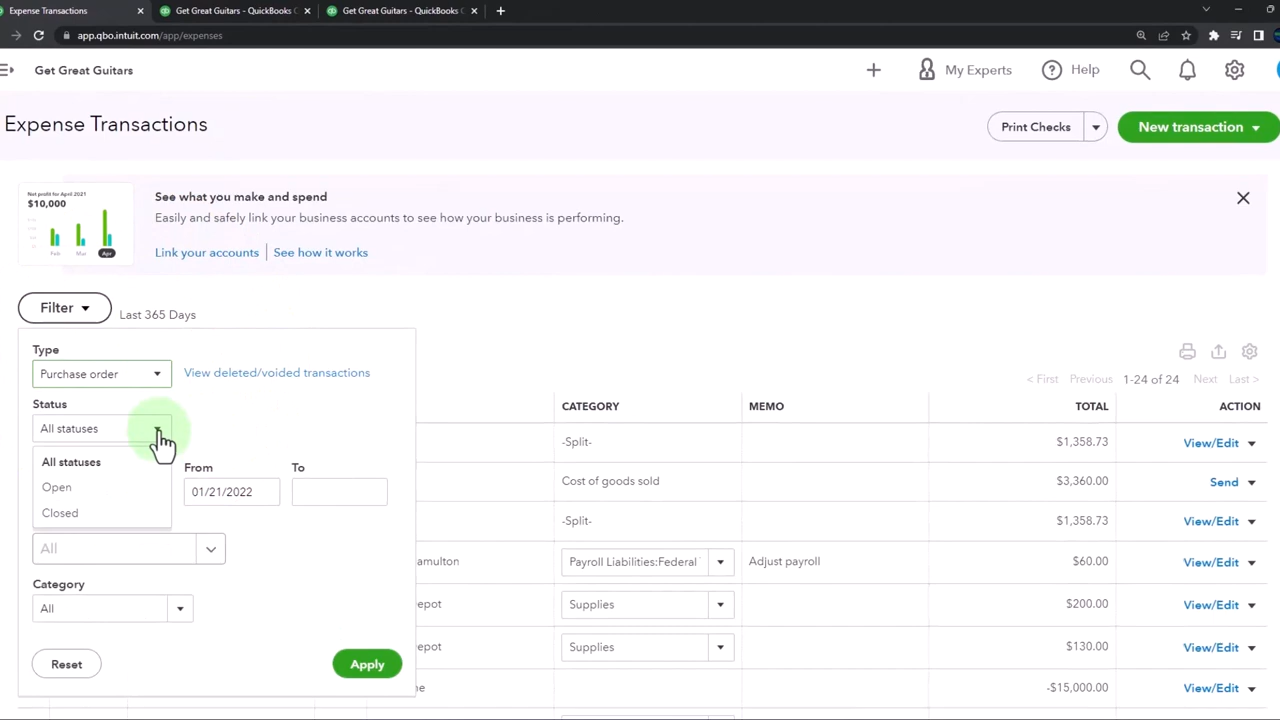 Expense Transactions
Get Great Guitars - QuickBooks O
Get Great Guitars - QuickBooks O
app.qbo.intuit.com/app/expenses
Get Great Guitars
My Experts
Help
Expense Transactions
Print Checks
New transaction
Net profit for April 2021
$10,000
Feb Mar Apr
See what you make and spend
Easily and safely link your business accounts to see how your business is performing.
Link your accounts
See how it works
Filter
Last 365 Days
Type
Purchase order
View deleted/voided transactions
Status
All statuses
All statuses
Open
Closed
From
To
01/21/2022
All
Category
All
Reset
Apply
< First Previous 1-24 of 24 Next Last >
CATEGORY MEMO TOTAL ACTION
-Split- $1,358.73 View/Edit
Cost of goods sold $3,360.00 Send
-Split- $1,358.73 View/Edit
amulton Payroll Liabilities:Federal Adjust payroll $60.00 View/Edit
epot Supplies $200.00 View/Edit
epot Supplies $130.00 View/Edit
ne -$15,000.00 View/Edit